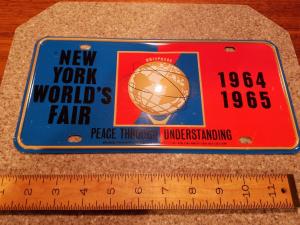 UNISPHERE
NEW
YORK
WORLD'S
FAIR
1964
1965
PEACE THROUGH UNDERSTANDING
1 2 3 4 5 6 7 8 9 10 11